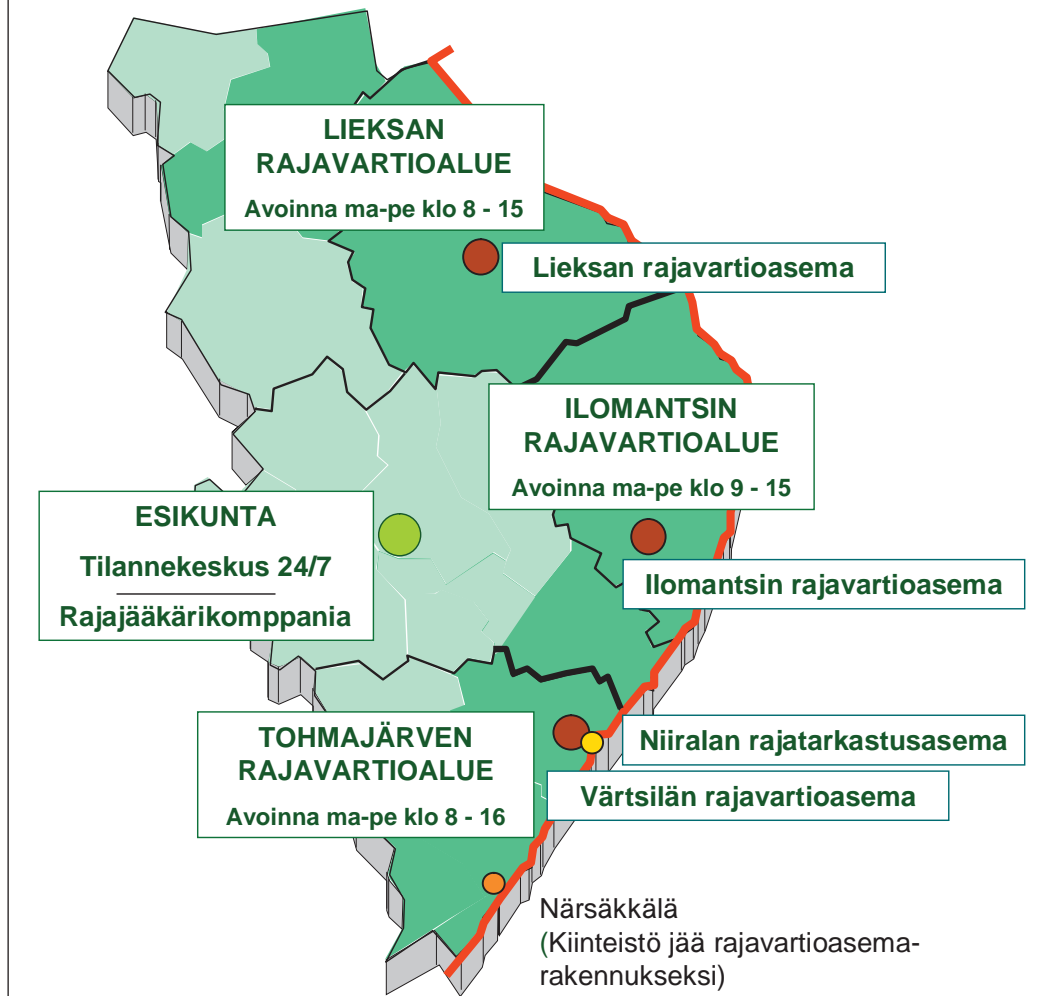 LIEKSAN
RAJAVARTIOALUE
Avoinna ma-pe klo 8 - 15
Lieksan rajavartioasema
ILOMANTSIN
RAJAVARTIOALUE
Avoinna ma-pe klo 9 - 15
ESIKUNTA
Tilannekeskus 24/7
Rajajääkärikomppania
Ilomantsin rajavartioasema
TOHMAJÄRVEN
RAJAVARTIOALUE
Avoinna ma-pe klo 8 - 16
Niiralan rajatarkastusasema
Värtsilän rajavartioasema
Närsäkkälä
(Kiinteistö jää rajavartioasema-
rakennukseksi)